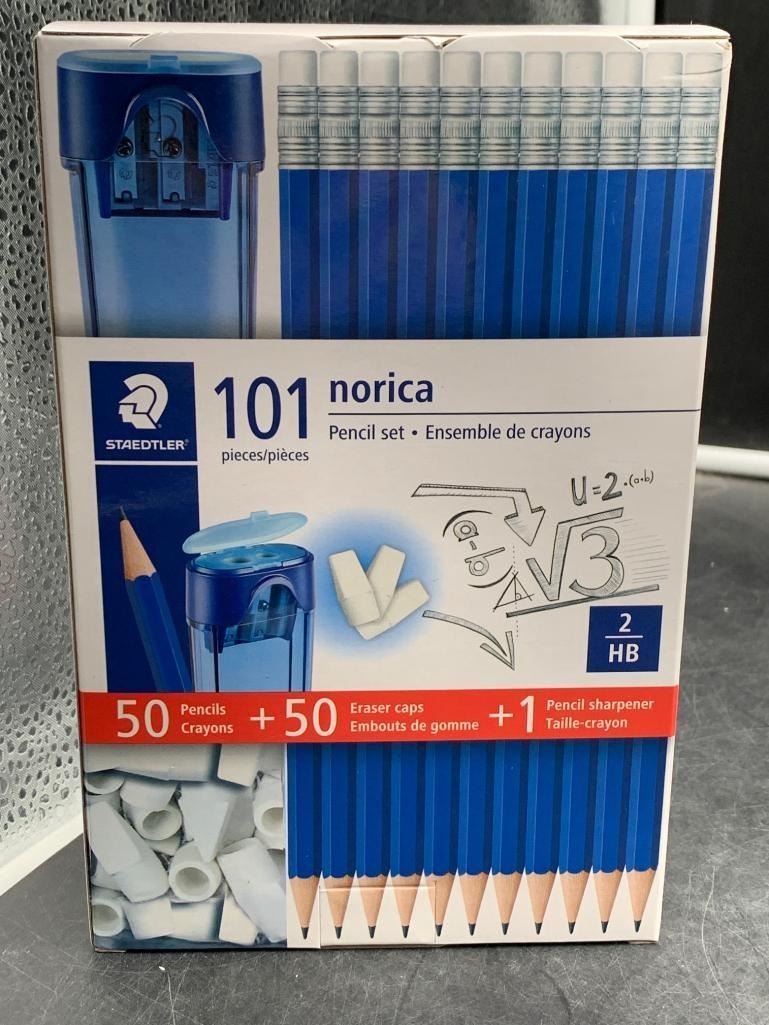 STAEDTLER
101
pieces/pièces
norica
Pencil set • Ensemble de crayons
U=2·(a+b)
a-b
√3
h
2
HB
50 Pencils
Crayons
+50 Eraser caps
Embouts de gomme
+1 Pencil sharpener
Taille-crayon